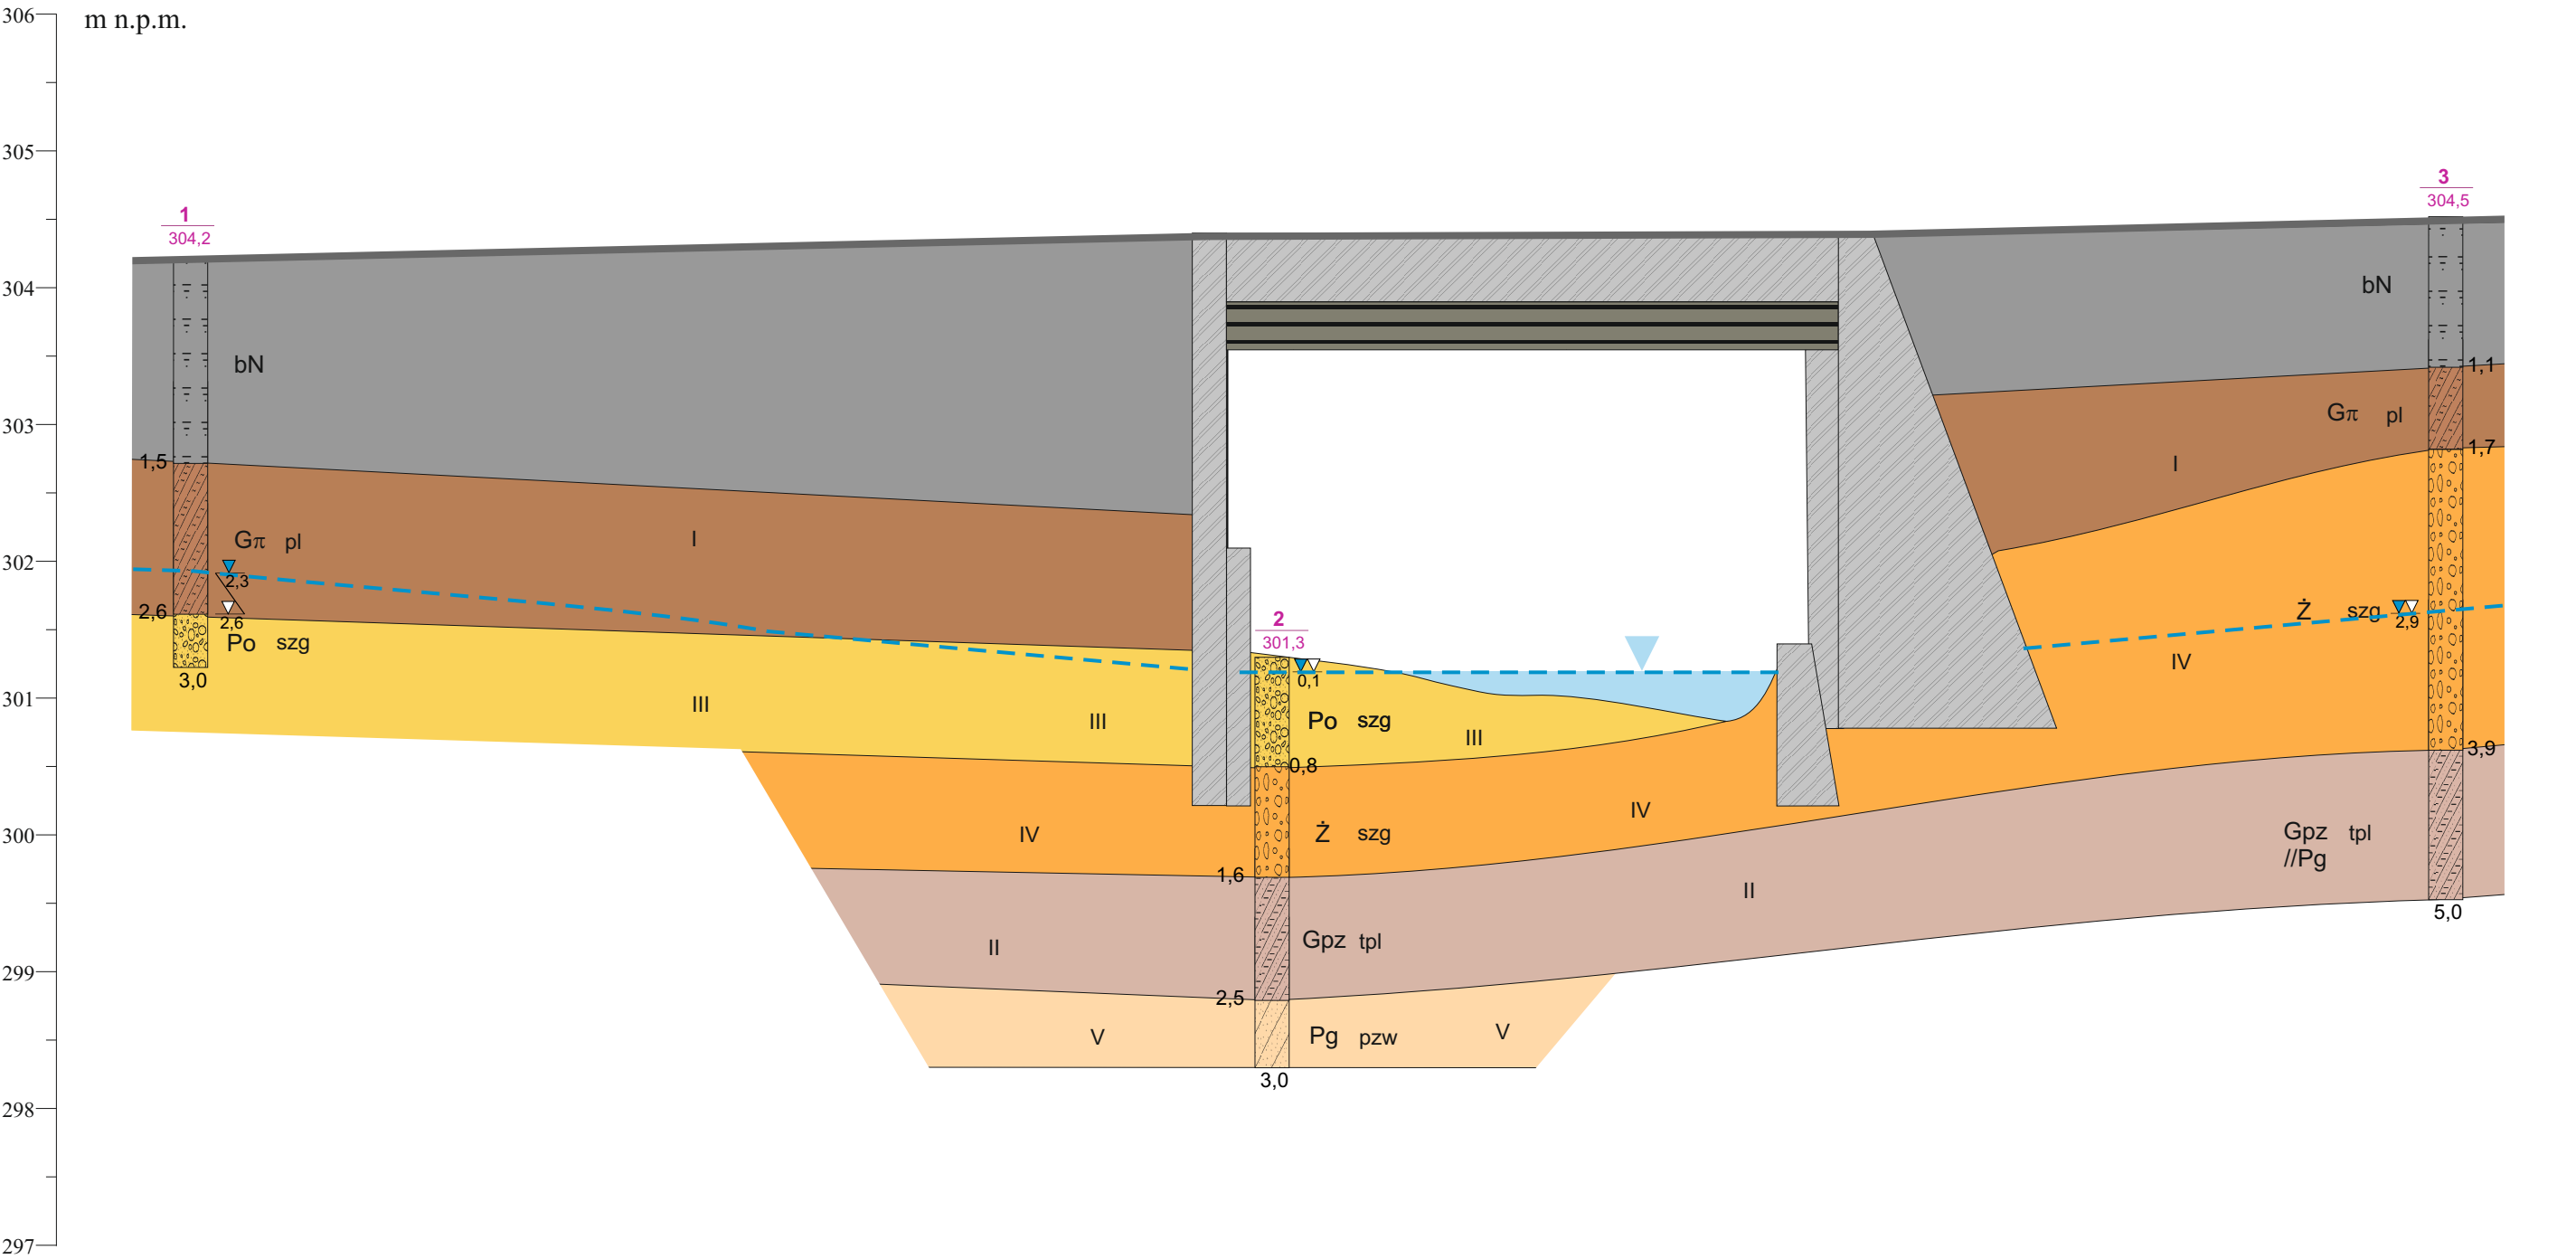 306
m n.p.m.
305
304
303
302
301
300
299
298
297
1
304,2
bN
1,5
Gπ pl
I
2,3
2,6
2,6
Po szg
3,0
III
III
IV
II
V
2
301,3
0,1
Po szg
III
0,8
Ż szg
IV
1,6
Gpz tpl
II
2,5
Pg pzw
V
3,0
3
304,5
bN
1,1
Gπ pl
I
1,7
Ż szg
2,9
IV
3,9
Gpz tpl
//Pg
5,0